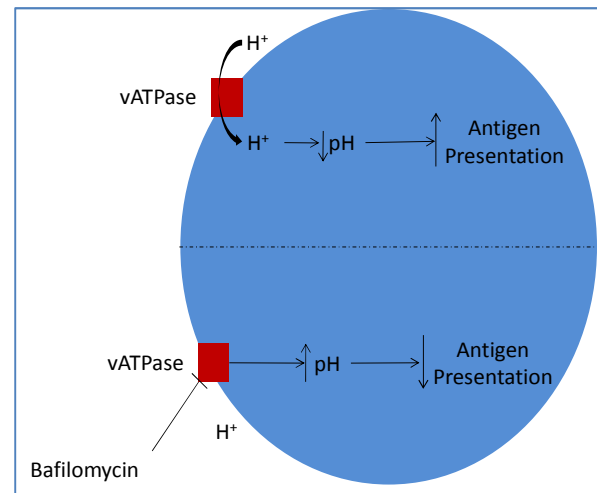 H⁺
vATPase
H⁺
pH
Antigen
Presentation
vATPase
pH
Antigen
Presentation
H⁺
Bafilomycin